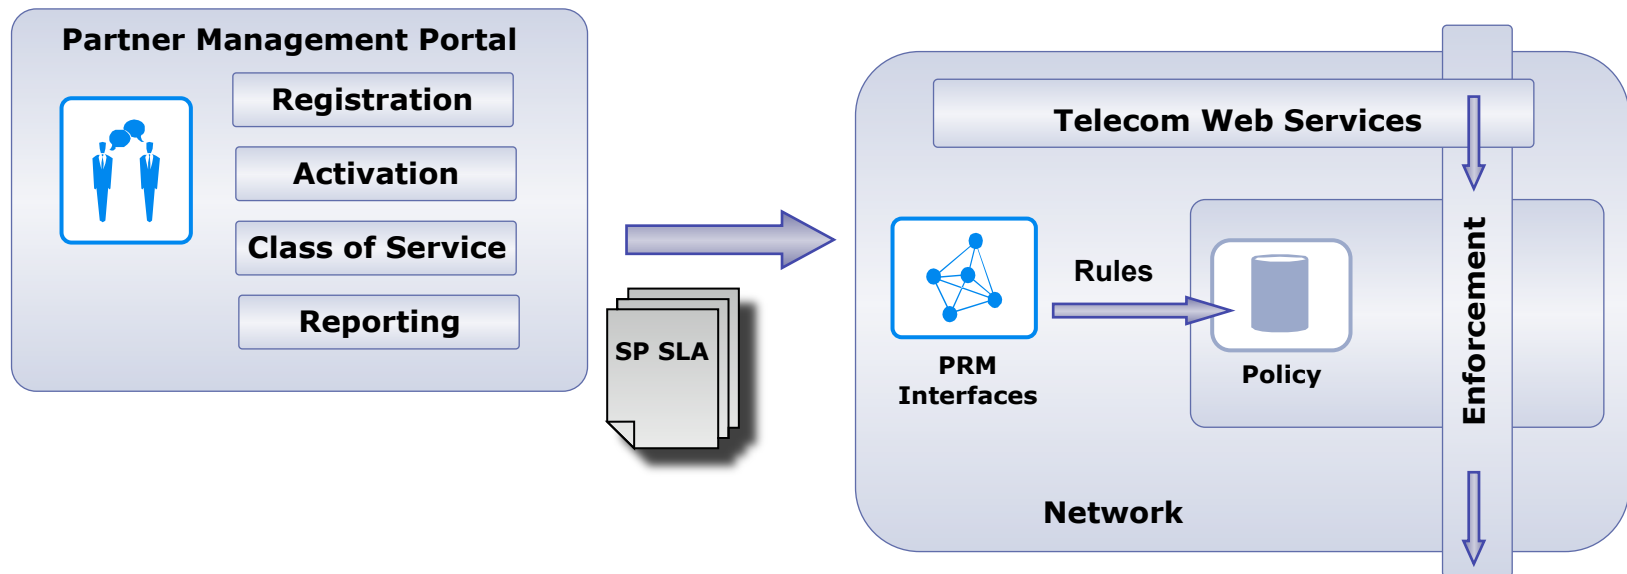 Partner Management Portal
Registration
Activation
Class of Service
Reporting
SP SLA
Telecom Web Services
PRM
Interfaces
Rules
Policy
Enforcement
Network